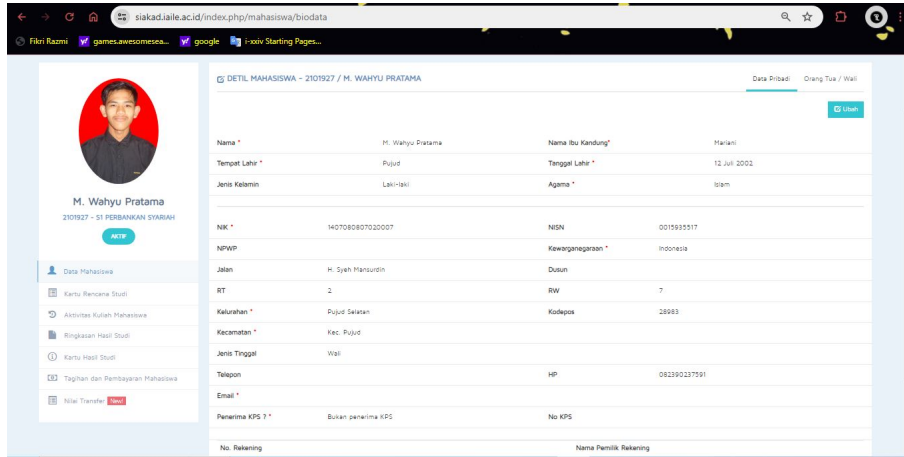 siakad.iaile.ac.id/index.php/mahasiswa/biodata
Fikri Razmi games.awesomesea... google i-xxiv Starting Pages...
DETIL MAHASISWA - 2101927 / M. WAHYU PRATAMA
Data Pribadi Orang Tua / Wali
Ubah
M. Wahyu Pratama
2101927 - S1 PERBANKAN SYARIAH
AKTIF
Data Mahasiswa
Kartu Rencana Studi
Aktivitas Kuliah Mahasiswa
Ringkasan Hasil Studi
Kartu Hasil Studi
Tagihan dan Pembayaran Mahasiswa
Nilai Transfer New!
Nama * M. Wahyu Pratama Nama Ibu Kandung* Mariani
Tempat Lahir * Pujud Tanggal Lahir * 12 Juli 2002
Jenis Kelamin Laki-laki Agama * Islam
NIK * 1407080807020007 NISN 0015935517
NPWP Kewarganegaraan * Indonesia
Jalan H. Syeh Mansurdin Dusun
RT 2 RW 7
Kelurahan * Pujud Selatan Kodepos 28983
Kecamatan * Kec. Pujud
Jenis Tinggal Wali
Telepon HP 082390237591
Email *
Penerima KPS ? * Bukan penerima KPS No KPS
No. Rekening Nama Pemilik Rekening